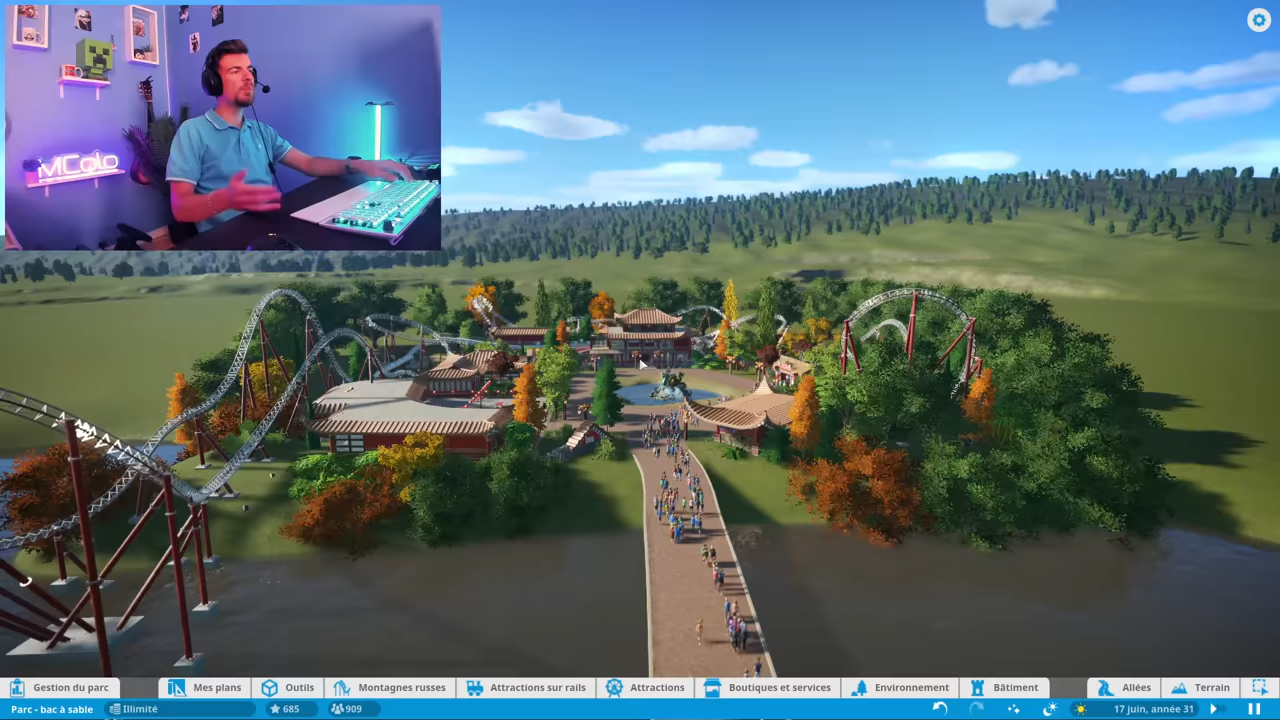 MColo
Gestion du parc
Mes plans
Outils
Montagnes russes
Attractions sur rails
Attractions
Boutiques et services
Environnement
Bâtiment
Allées
Terrain
Parc - bac à sable
Illimité
685
909
17 juin, année 31